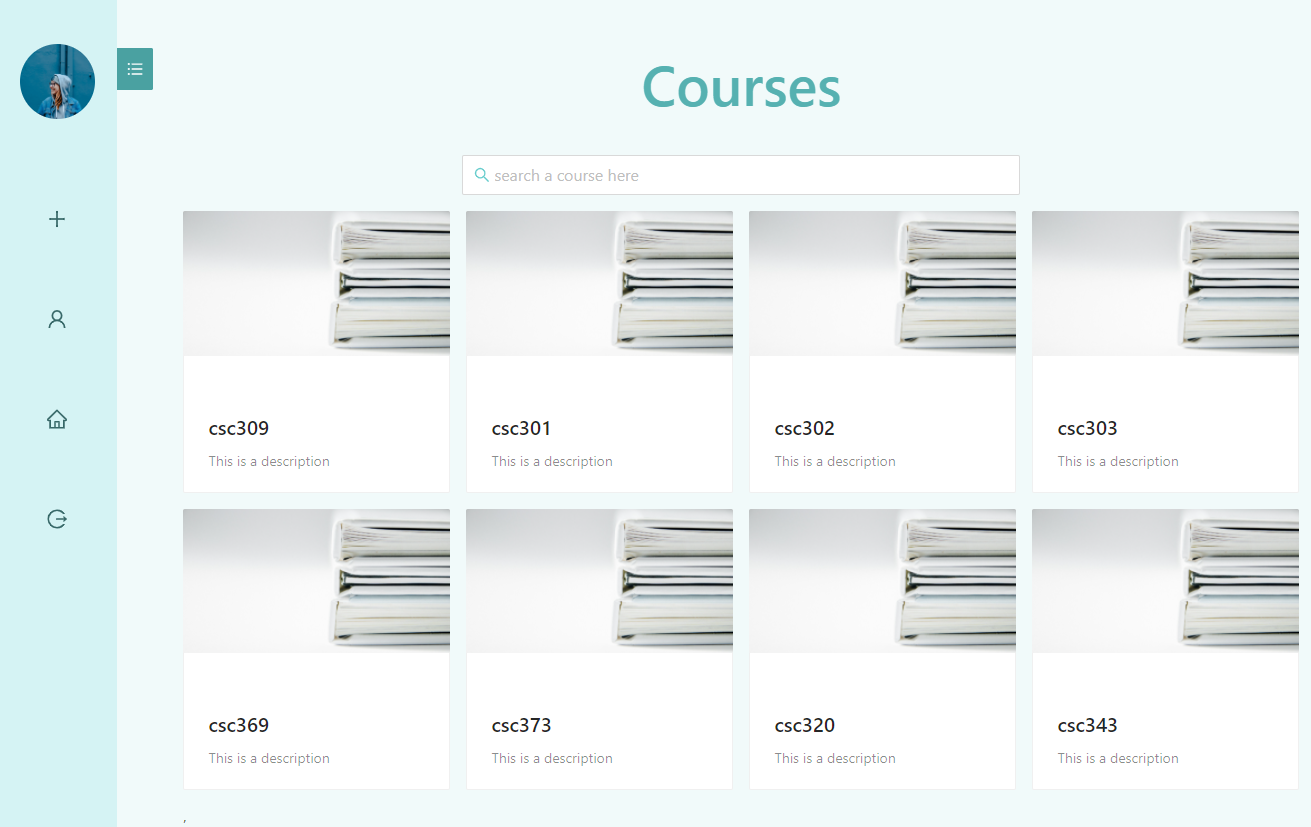 Courses
search a course here
csc309
This is a description
csc301
This is a description
csc302
This is a description
csc303
This is a description
csc369
This is a description
csc373
This is a description
csc320
This is a description
csc343
This is a description
,